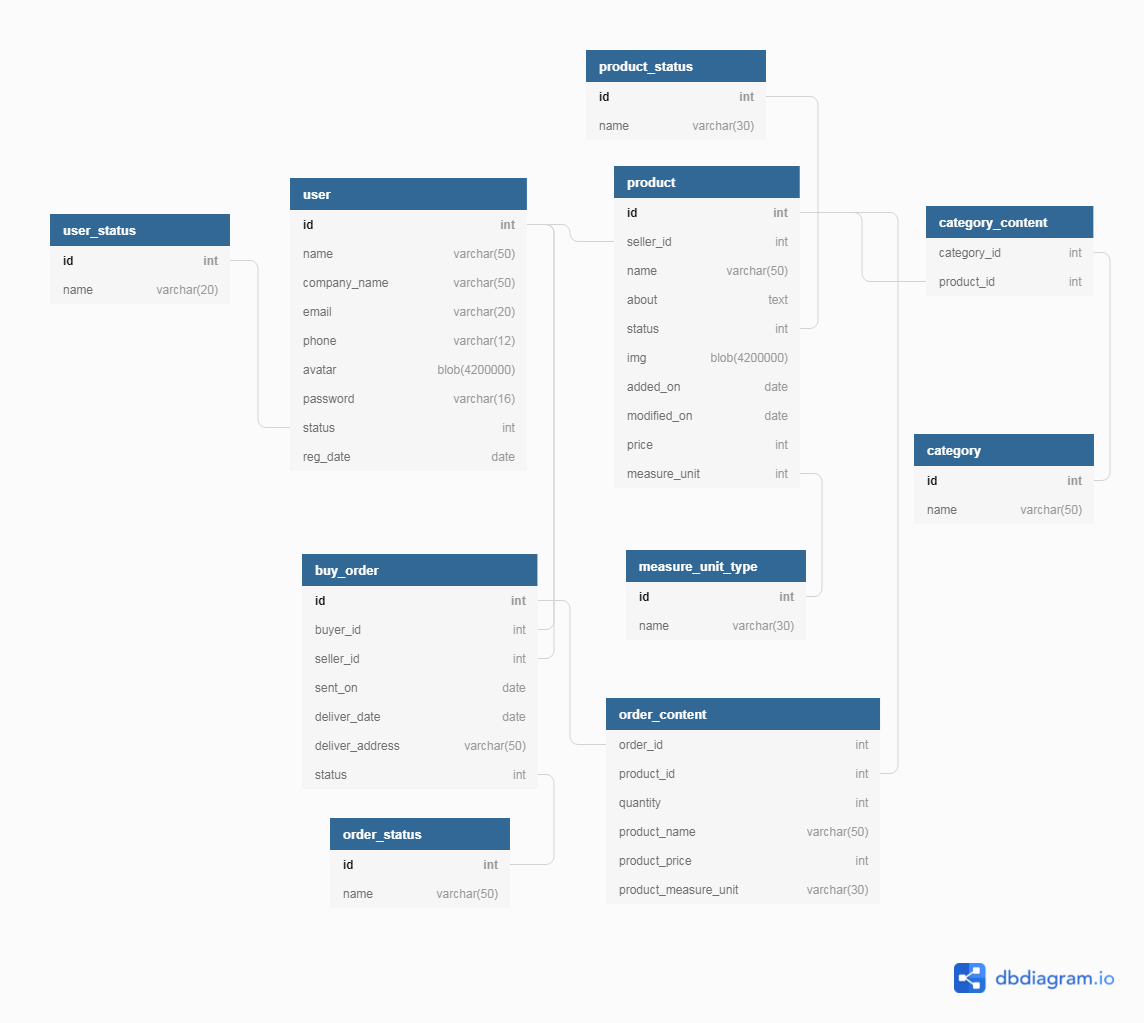 product_status
id int
name varchar(30)
user
id int
name varchar(50)
company_name varchar(50)
email varchar(20)
phone varchar(12)
avatar blob(4200000)
password varchar(16)
status int
reg_date date
product
id int
seller_id int
name varchar(50)
about text
status int
img blob(4200000)
added_on date
modified_on date
price int
measure_unit int
user_status
id int
name varchar(20)
category_content
category_id int
product_id int
category
id int
name varchar(50)
buy_order
id int
buyer_id int
seller_id int
sent_on date
deliver_date date
deliver_address varchar(50)
status int
measure_unit_type
id int
name varchar(30)
order_content
order_id int
product_id int
quantity int
product_name varchar(50)
product_price int
product_measure_unit varchar(30)
order_status
id int
name varchar(50)
dbdiagram.io